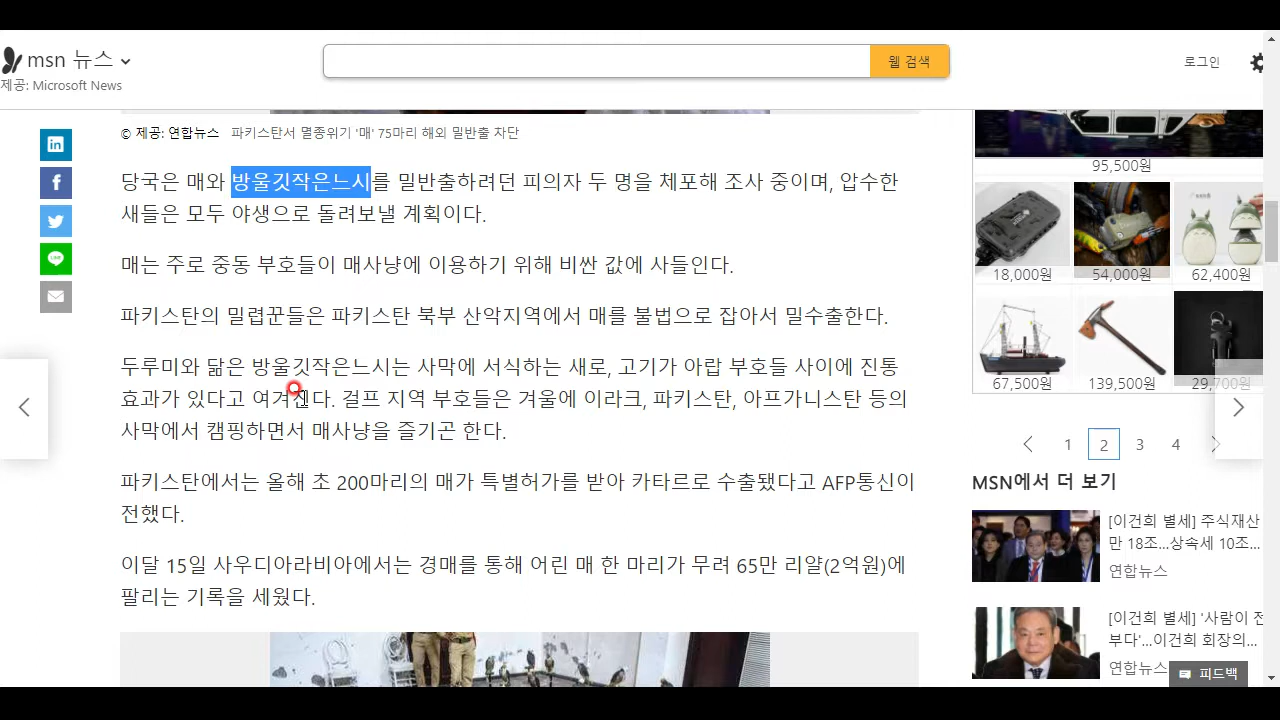 msn 뉴스
제공: Microsoft News
웹 검색
로그인
in
f
LINE
© 제공: 연합뉴스 파키스탄서 멸종위기 '매' 75마리 해외 밀반출 차단
당국은 매와 방울깃작은느시를 밀반출하려던 피의자 두 명을 체포해 조사 중이며, 압수한
새들은 모두 야생으로 돌려보낼 계획이다.
매는 주로 중동 부호들이 매사냥에 이용하기 위해 비싼 값에 사들인다.
파키스탄의 밀렵꾼들은 파키스탄 북부 산악지역에서 매를 불법으로 잡아서 밀수출한다.
두루미와 닮은 방울깃작은느시는 사막에 서식하는 새로, 고기가 아랍 부호들 사이에 진통
효과가 있다고 여겨진다. 걸프 지역 부호들은 겨울에 이라크, 파키스탄, 아프가니스탄 등의
사막에서 캠핑하면서 매사냥을 즐기곤 한다.
파키스탄에서는 올해 초 200마리의 매가 특별허가를 받아 카타르로 수출됐다고 AFP통신이
전했다.
이달 15일 사우디아라비아에서는 경매를 통해 어린 매 한 마리가 무려 65만 리얄(2억원)에
팔리는 기록을 세웠다.
95,500원
18,000원 54,000원 62,400원
67,500원 139,500원 29,700원
1 2 3 4
MSN에서 더 보기
[이건희 별세] 주식재산
만 18조...상속세 10조...
연합뉴스
[이건희 별세] '사람이 전
부다'...이건희 회장의...
연합뉴스
피드백